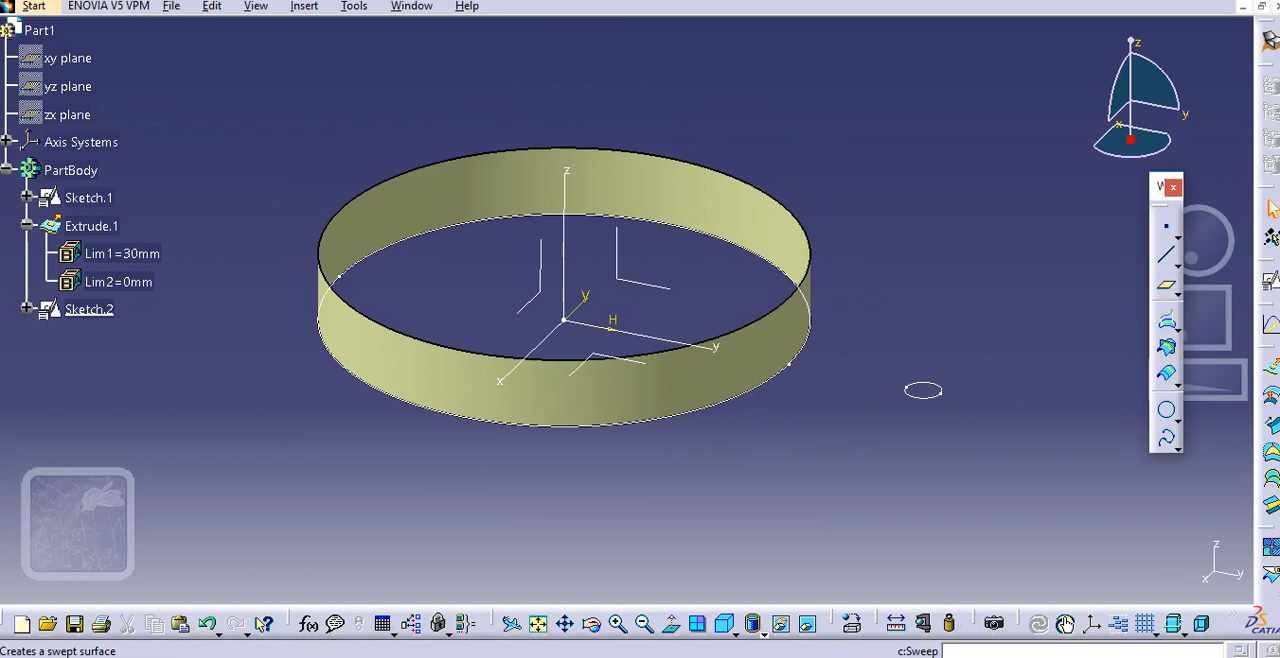 Start ENOVIA V5 VPM File Edit View Insert Tools Window Help
Part1
xy plane
yz plane
zx plane
Axis Systems
PartBody
Sketch.1
Extrude.1
Lim1=30mm
Lim2=0mm
Sketch.2
z
y
H
y
x
z
y
x
W x
z
y
x
f(x)
CATIA
Creates a swept surface c:Sweep